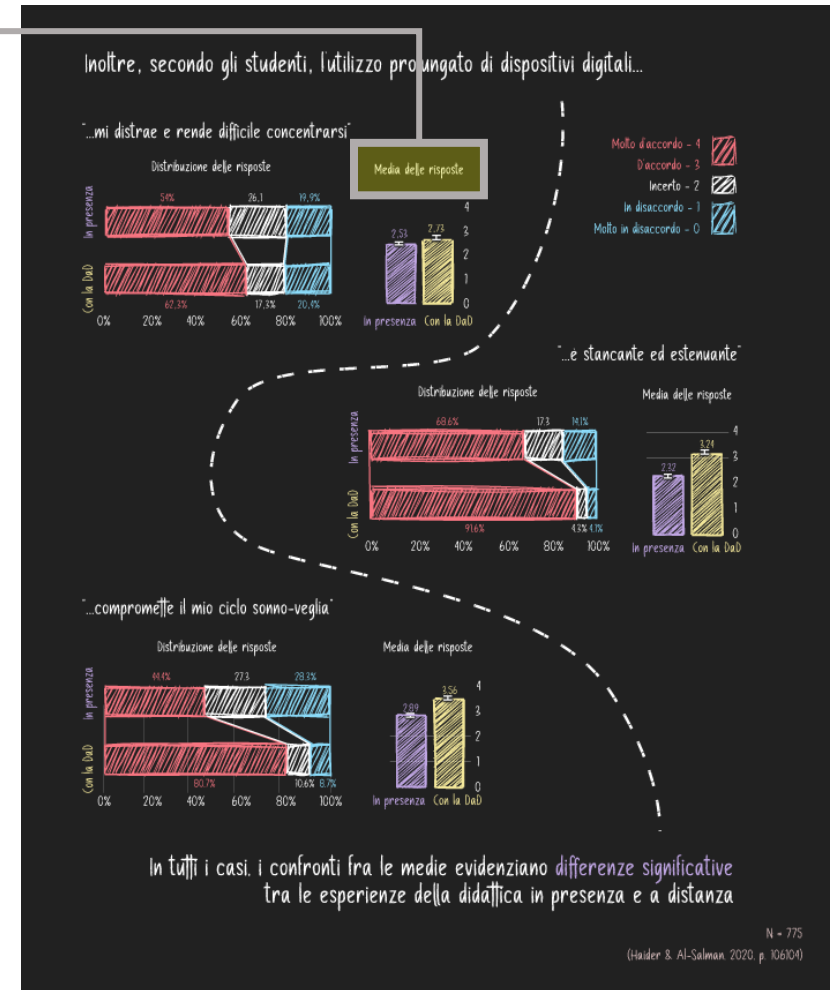 Inoltre, secondo gli studenti, l'utilizzo prolungato di dispositivi digitali...
"...mi distrae e rende difficile concentrarsi"
Distribuzione delle risposte
Media delle risposte
Molto d'accordo - 4
D'accordo - 3
Incerto - 2
In disaccordo - 1
Molto in disaccordo - 0
In presenza
54%
26,1
19,9%
Con la DaD
62,3%
17,3%
20,4%
0% 20% 40% 60% 80% 100%
2.53
2.73
4
3
2
1
0
In presenza Con la DaD
"...è stancante ed estenuante"
Distribuzione delle risposte
Media delle risposte
In presenza
68.6%
17.3
14.1%
Con la DaD
91.6%
4.3%
4.1%
0% 20% 40% 60% 80% 100%
2.32
3.24
4
3
2
1
0
In presenza Con la DaD
"...compromette il mio ciclo sonno-veglia"
Distribuzione delle risposte
Media delle risposte
In presenza
44.4%
27.3
28.3%
Con la DaD
80.7%
10.6%
8.7%
0% 20% 40% 60% 80% 100%
2.89
3.56
4
3
2
1
0
In presenza Con la DaD
In tutti i casi, i confronti fra le medie evidenziano differenze significative
tra le esperienze della didattica in presenza e a distanza
N = 775
(Haider & Al-Salman, 2020, p. 106104)